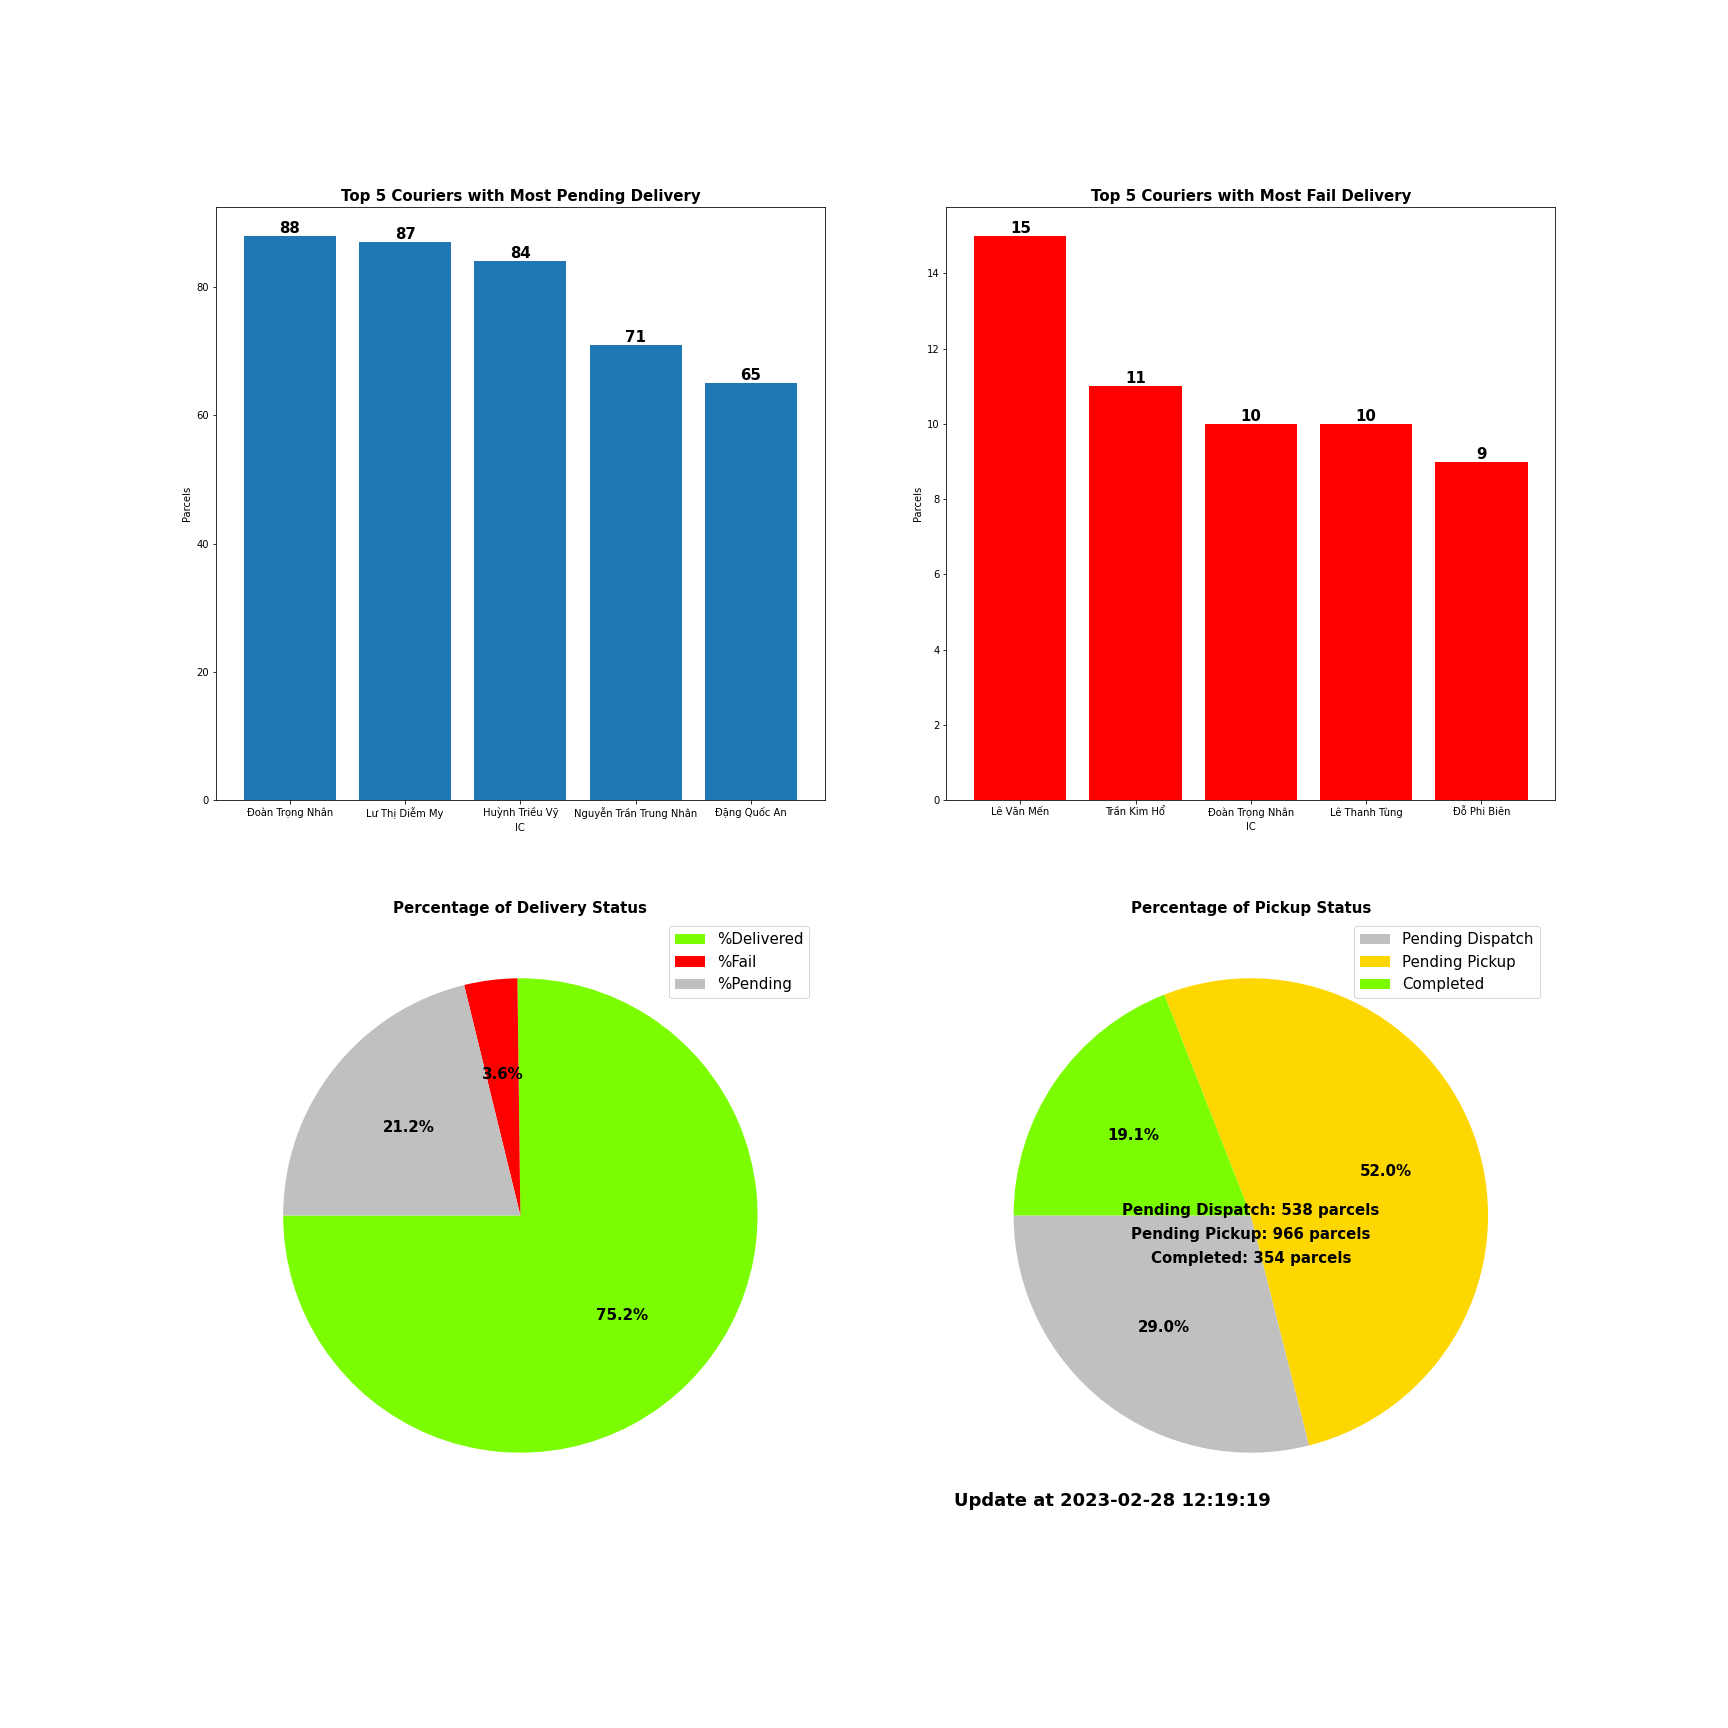 Top 5 Couriers with Most Pending Delivery
88
87
84
71
65
80
60
40
20
0
Parcels
Đoàn Trọng Nhân
Lư Thị Diễm My
Huỳnh Triều Vỹ
Nguyễn Trần Trung Nhân
Đặng Quốc An
IC
Top 5 Couriers with Most Fail Delivery
15
11
10
10
9
14
12
10
8
6
4
2
0
Parcels
Lê Văn Mến
Trần Kim Hổ
Đoàn Trọng Nhân
Lê Thanh Tùng
Đỗ Phi Biên
IC
Percentage of Delivery Status
%Delivered
%Fail
%Pending
3.6%
21.2%
75.2%
Percentage of Pickup Status
Pending Dispatch
Pending Pickup
Completed
19.1%
52.0%
Pending Dispatch: 538 parcels
Pending Pickup: 966 parcels
Completed: 354 parcels
29.0%
Update at 2023-02-28 12:19:19